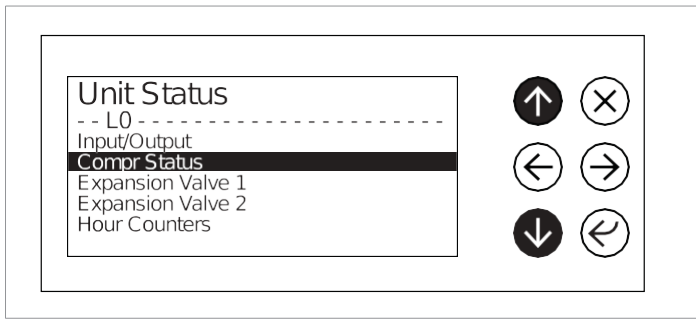 Unit Status
-- L0 - - - - - - - - - - - - - - - - - - - - - -
Input/Output
Compr Status
Expansion Valve 1
Expansion Valve 2
Hour Counters